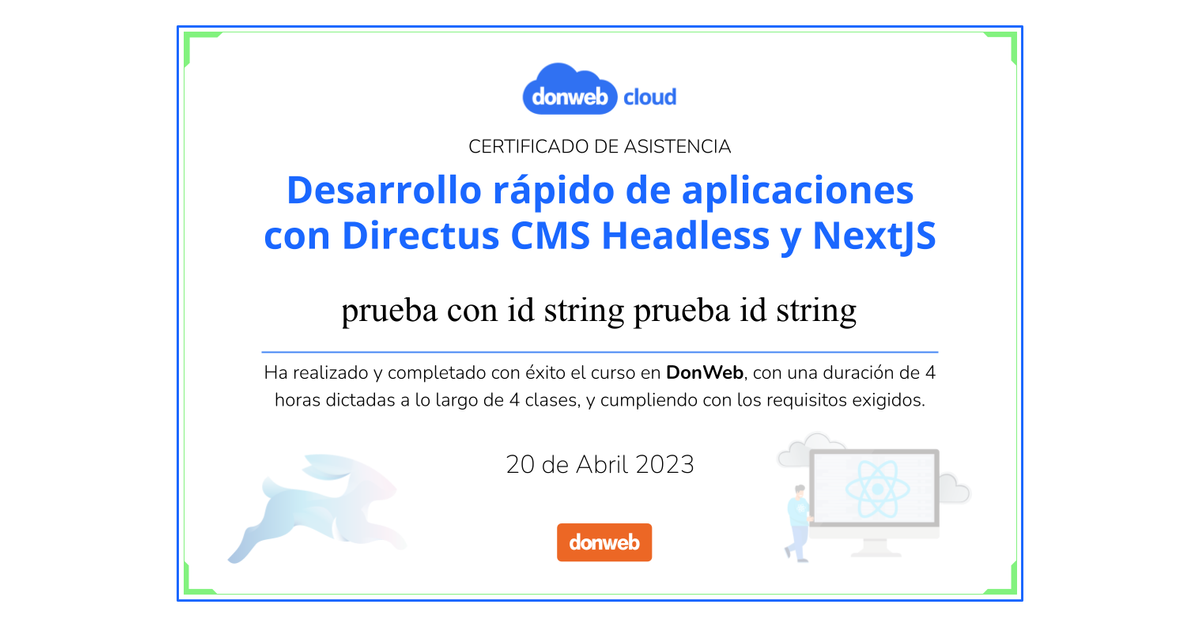 donweb cloud
CERTIFICADO DE ASISTENCIA
Desarrollo rápido de aplicaciones
con Directus CMS Headless y NextJS
prueba con id string prueba id string
Ha realizado y completado con éxito el curso en DonWeb, con una duración de 4
horas dictadas a lo largo de 4 clases, y cumpliendo con los requisitos exigidos.
20 de Abril 2023
donweb